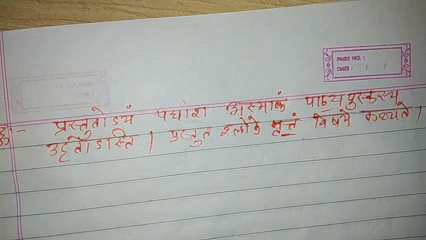 PAGE NO.:
DATE: / /
प्रस्तुतोऽयं पद्यांश अस्माकं पाठ्यपुस्तकस्य
उद्दृतोऽस्ति । प्रस्तुत श्लोके वृत्तं विषये कथ्यते ।